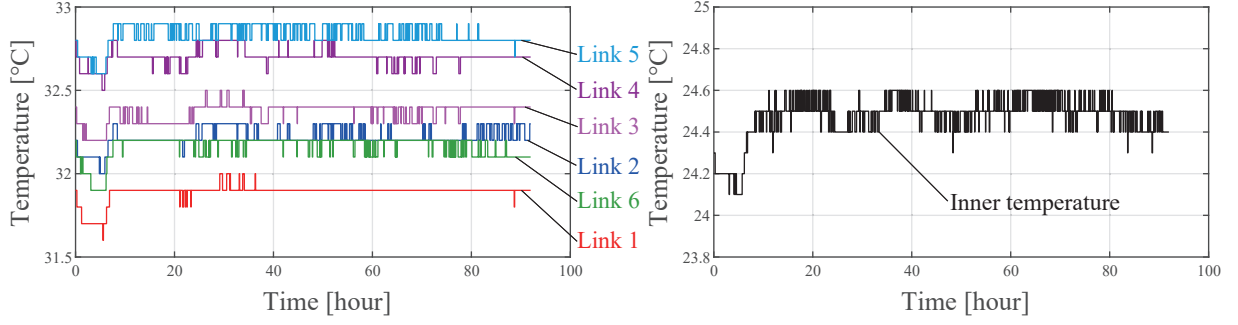 33
32.5
32
31.5
Temperature [°C]
0
20
40
60
80
100
Time [hour]
Link 5
Link 4
Link 3
Link 2
Link 6
Link 1
25
24.8
24.6
24.4
24.2
24
23.8
Temperature [°C]
Inner temperature
0
20
40
60
80
100
Time [hour]